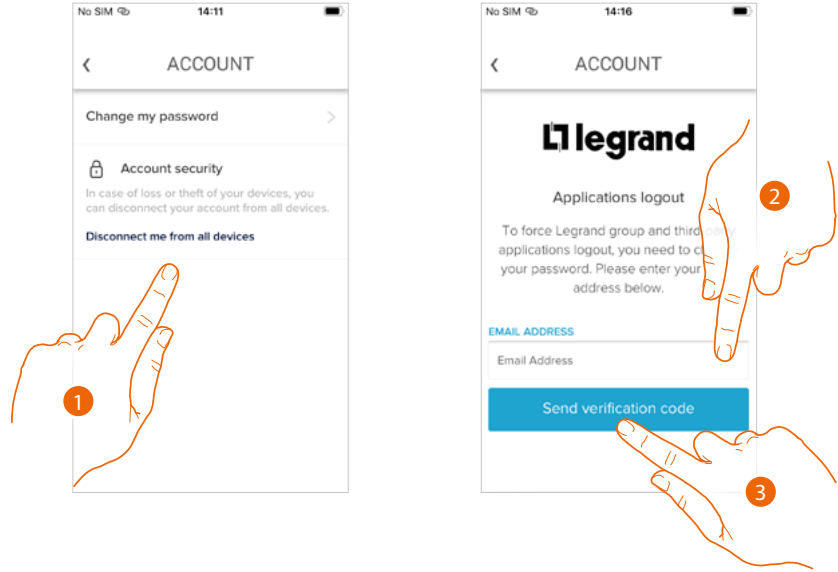 No SIM 14:11
ACCOUNT
Change my password
Account security
In case of loss or theft of your devices, you
can disconnect your account from all devices.
Disconnect me from all devices
1
No SIM 14:16
ACCOUNT
legrand
Applications logout
2
To force Legrand group and third party
applications logout, you need to
your password. Please enter your
address below.
EMAIL ADDRESS
Email Address
Send verification code
3